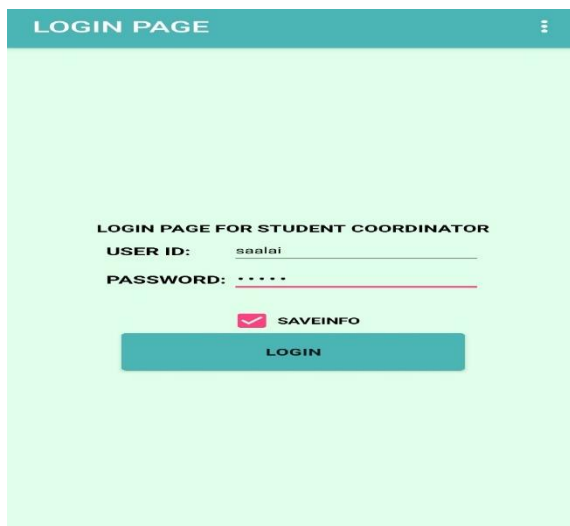 LOGIN PAGE
LOGIN PAGE FOR STUDENT COORDINATOR
USER ID: saalai
PASSWORD: •••••
SAVEINFO
LOGIN